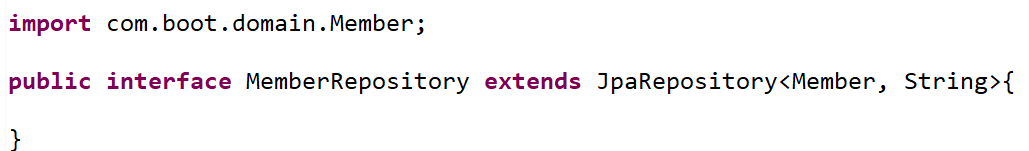 import com.boot.domain.Member;
public interface MemberRepository extends JpaRepository<Member, String>{
}